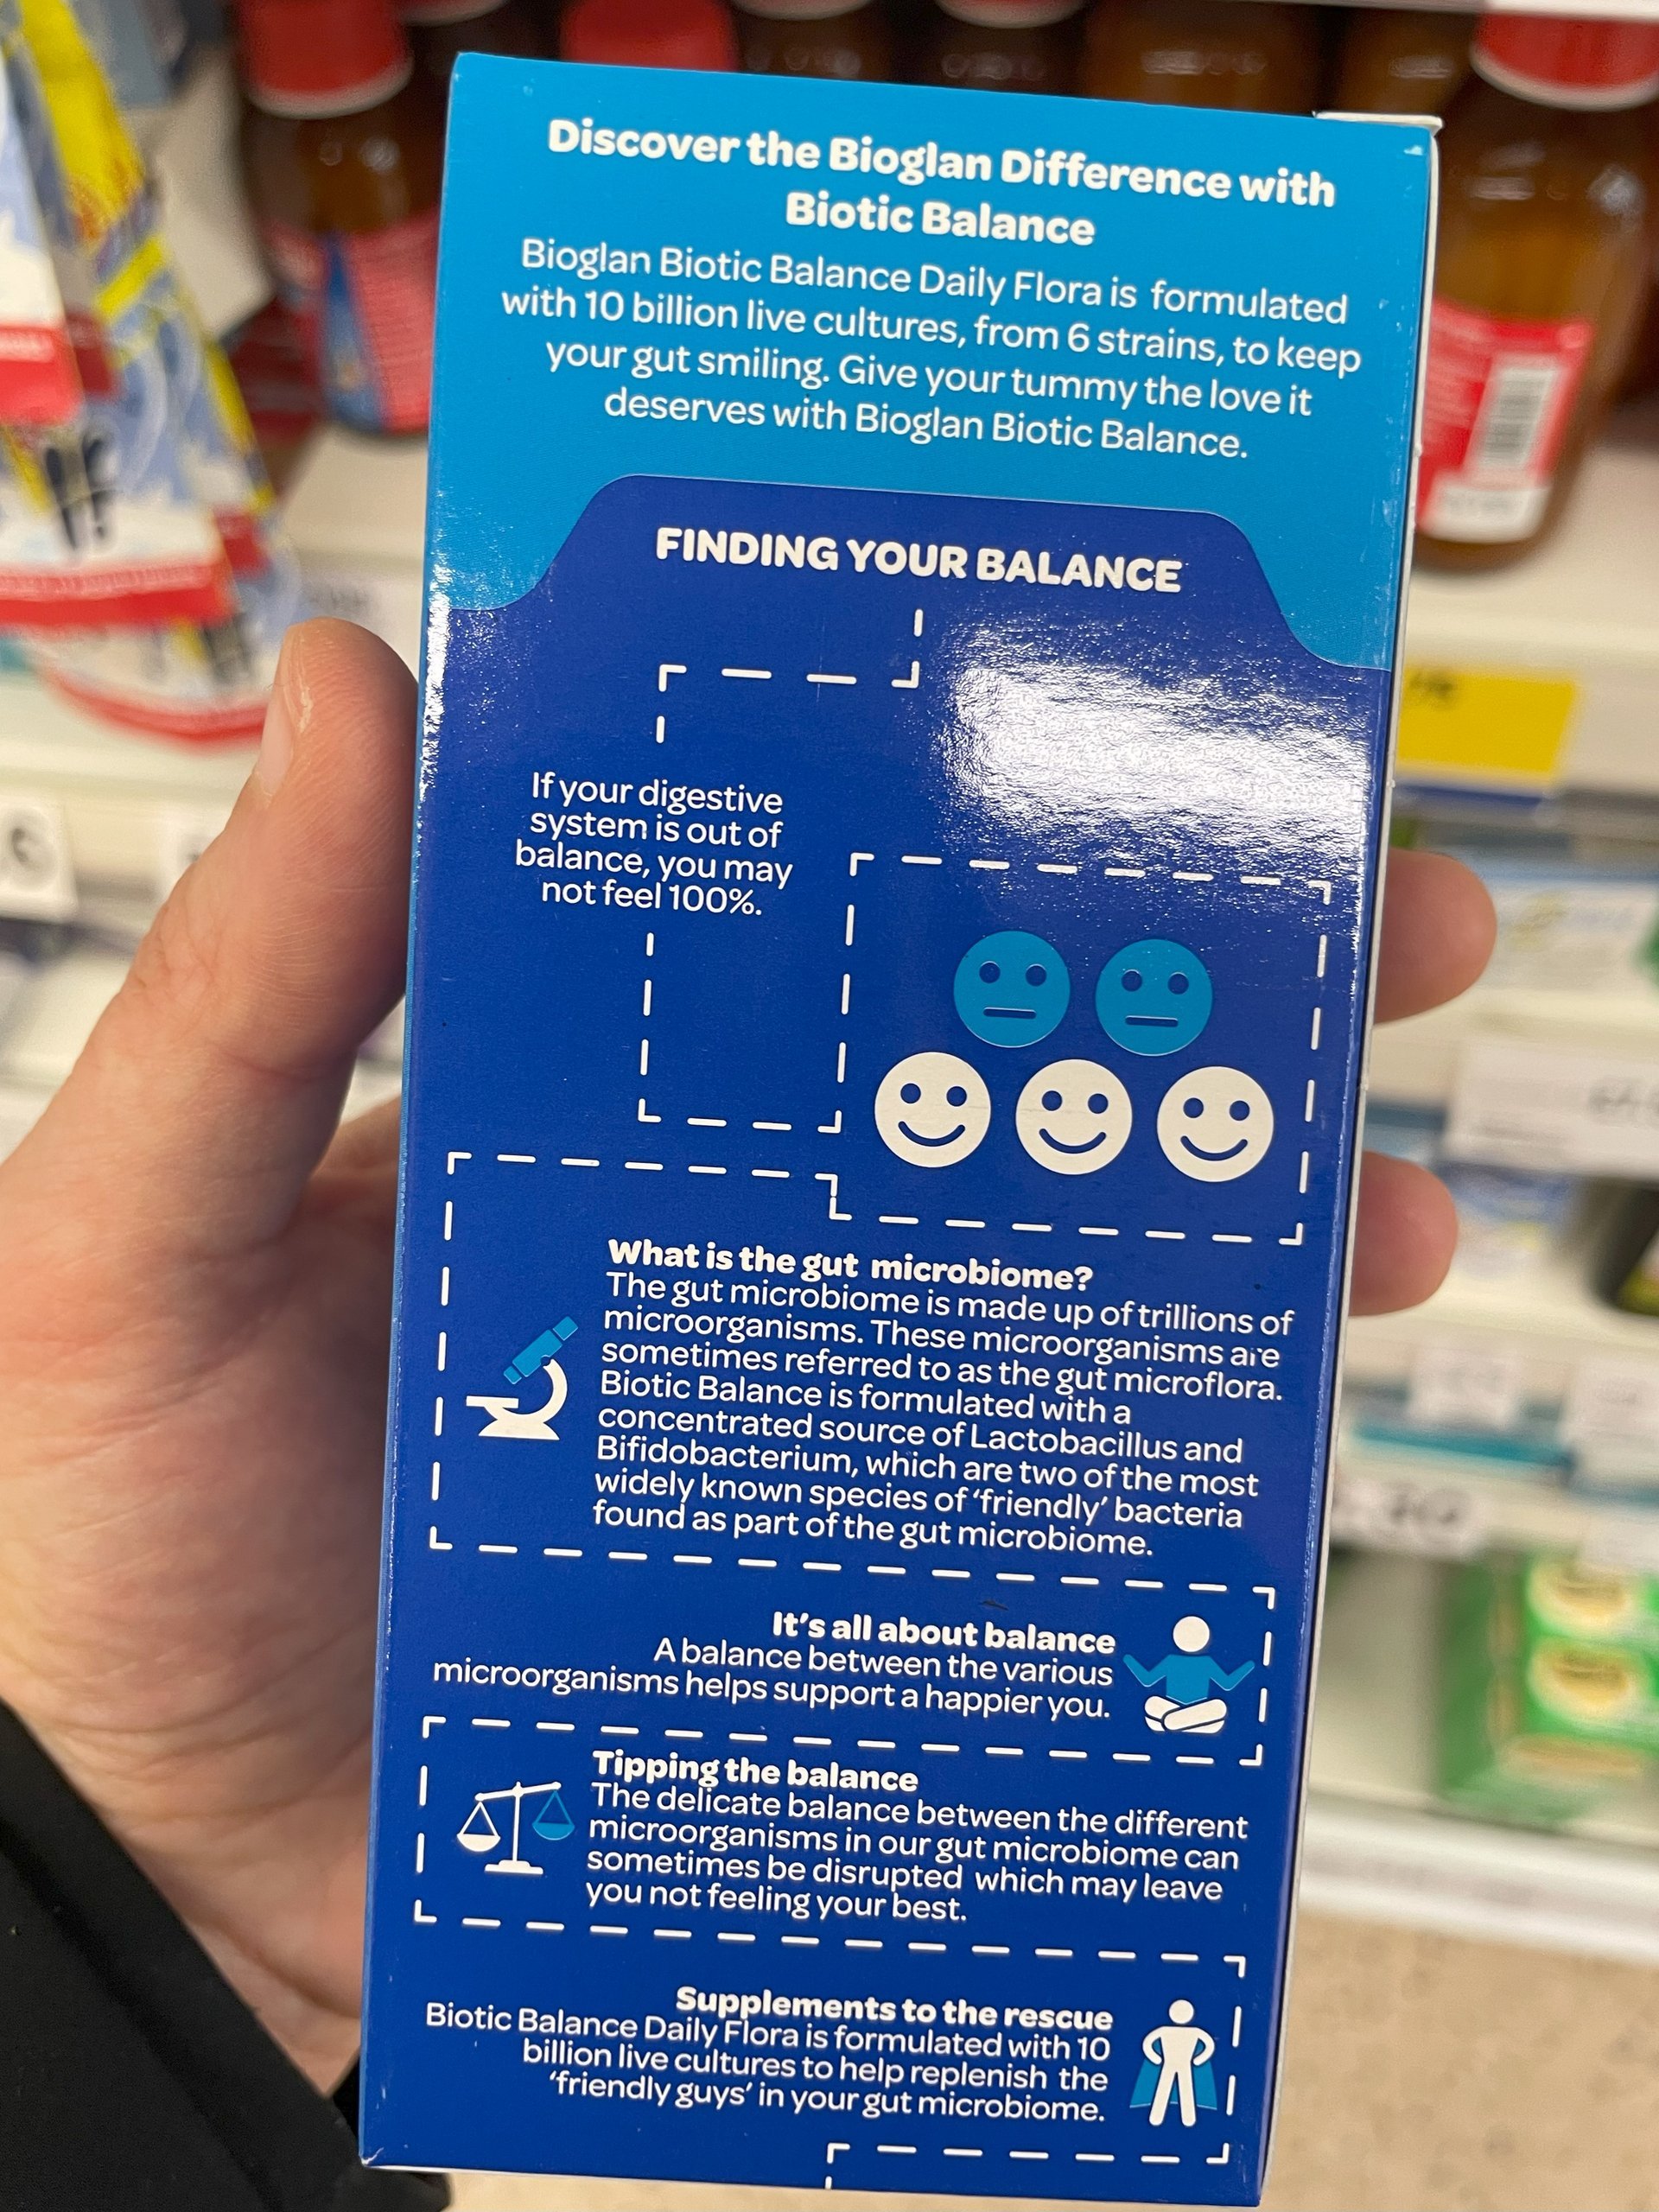 Discover the Bioglan Difference with
Biotic Balance
Bioglan Biotic Balance Daily Flora is formulated
with 10 billion live cultures, from 6 strains, to keep
your gut smiling. Give your tummy the love it
deserves with Bioglan Biotic Balance.
FINDING YOUR BALANCE
If your digestive
system is out of
balance, you may
not feel 100%.
What is the gut microbiome?
The gut microbiome is made up of trillions of
microorganisms. These microorganisms are
sometimes referred to as the gut microflora.
Biotic Balance is formulated with a
concentrated source of Lactobacillus and
Bifidobacterium, which are two of the most
widely known species of ‘friendly’ bacteria
found as part of the gut microbiome.
It's all about balance
A balance between the various
microorganisms helps support a happier you.
Tipping the balance
The delicate balance between the different
microorganisms in our gut microbiome can
sometimes be disrupted which may leave
you not feeling your best.
Supplements to the rescue
Biotic Balance Daily Flora is formulated with 10
billion live cultures to help replenish the
‘friendly guys’ in your gut microbiome.